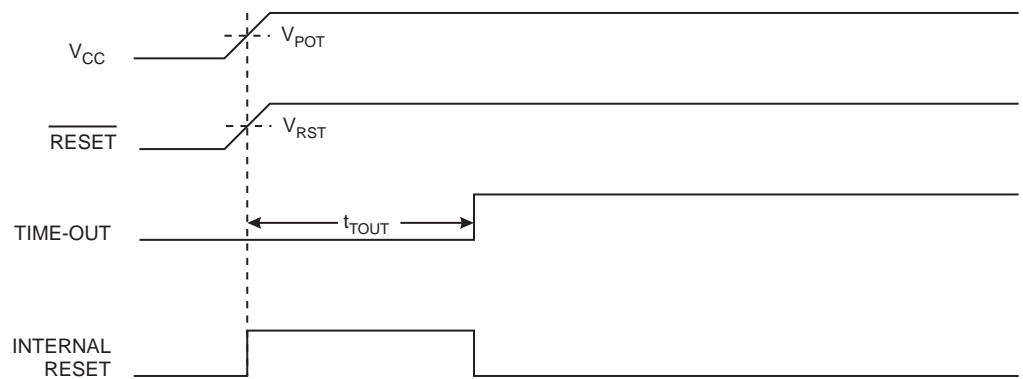 V_CC
V_POT
RESET
V_RST
TIME-OUT
t_TOUT
INTERNAL
RESET